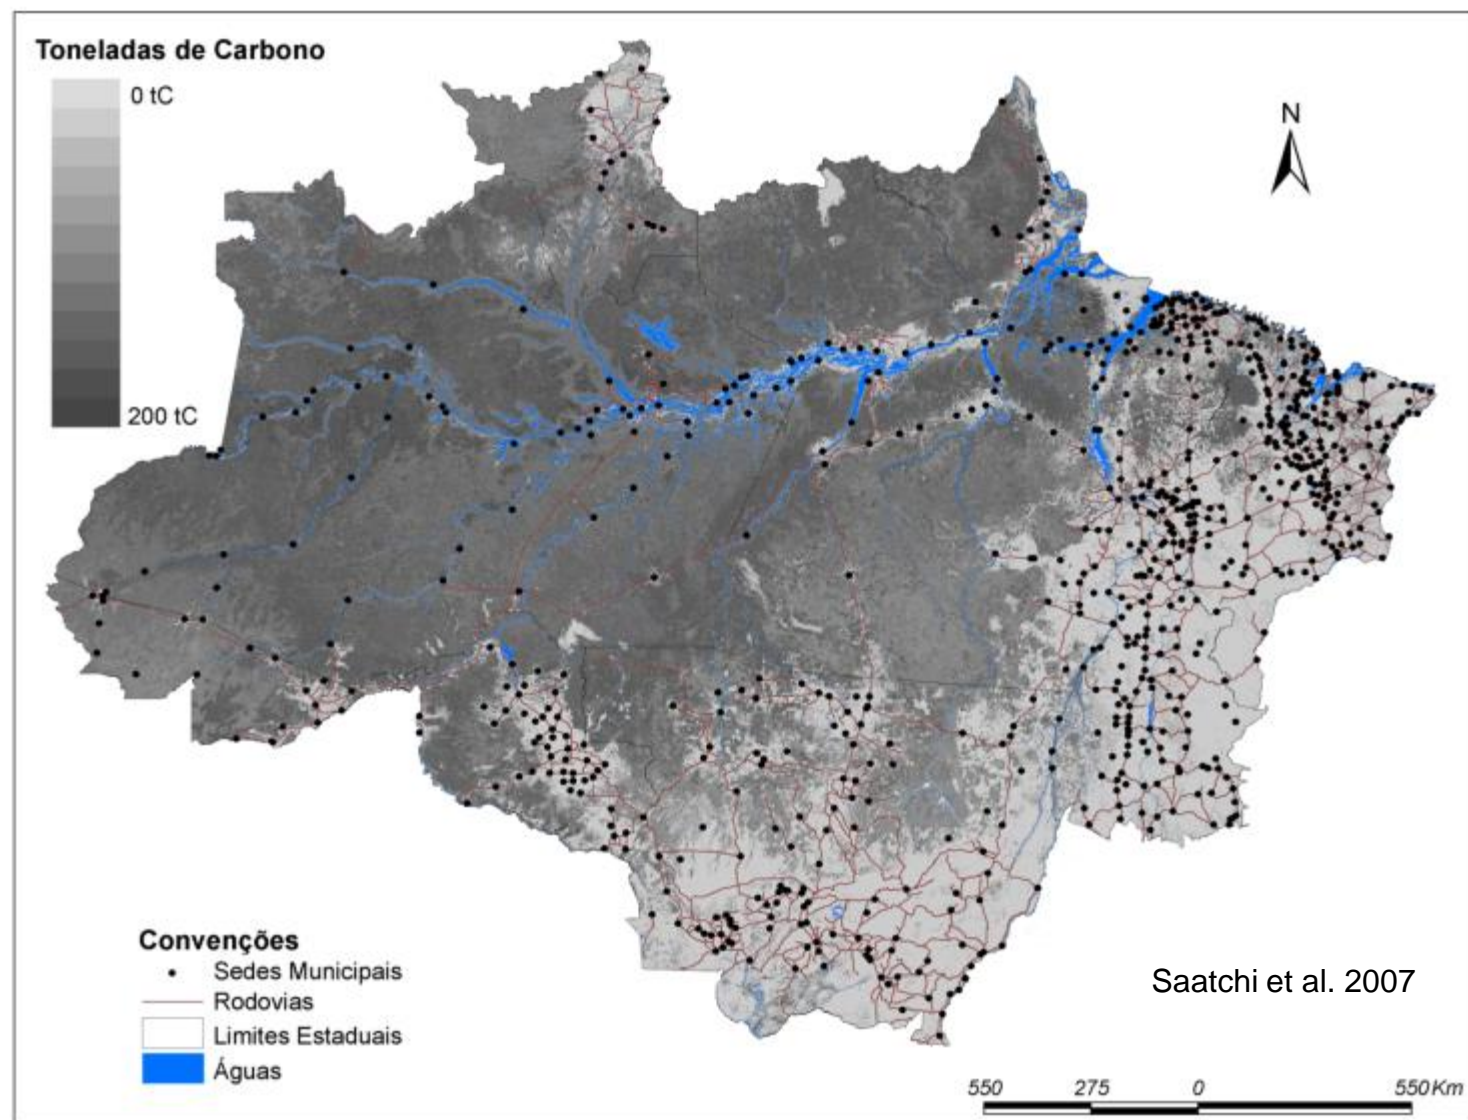 Toneladas de Carbono
0 tC
200 tC
N
Convenções
Sedes Municipais
Rodovias
Limites Estaduais
Águas
Saatchi et al. 2007
550 275 0 550 Km